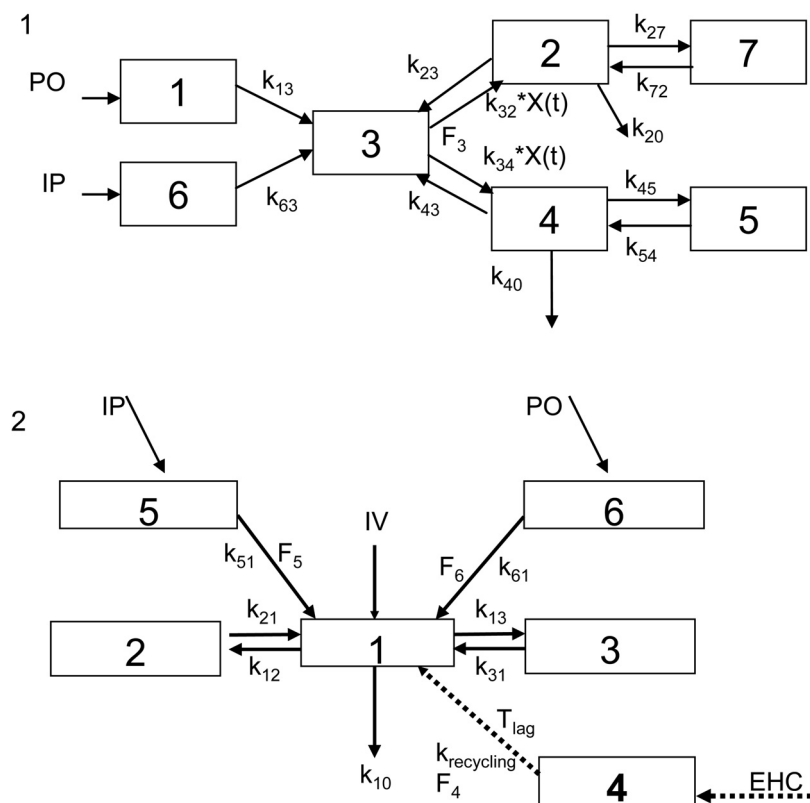 1
PO
1
k13
IP
6
k63
3
F3
k23
k32*X(t)
2
k27
k72
7
k20
k34*X(t)
k43
4
k45
k54
5
k40
2
IP
PO
5
6
IV
k51
F5
F6
k61
2
k21
k12
1
k13
k31
3
k10
Tlag
krecycling
F4
4
EHC